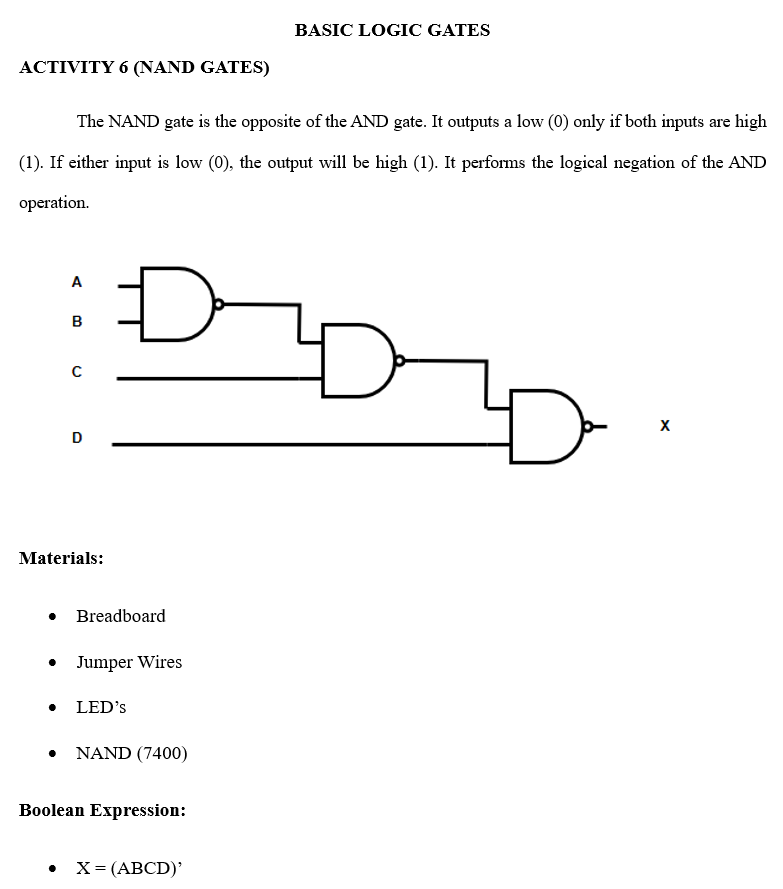 BASIC LOGIC GATES
ACTIVITY 6 (NAND GATES)
The NAND gate is the opposite of the AND gate. It outputs a low (0) only if both inputs are high
(1). If either input is low (0), the output will be high (1). It performs the logical negation of the AND
operation.
A
B
C
D
X
Materials:
• Breadboard
• Jumper Wires
• LED’s
• NAND (7400)
Boolean Expression:
• X = (ABCD)’